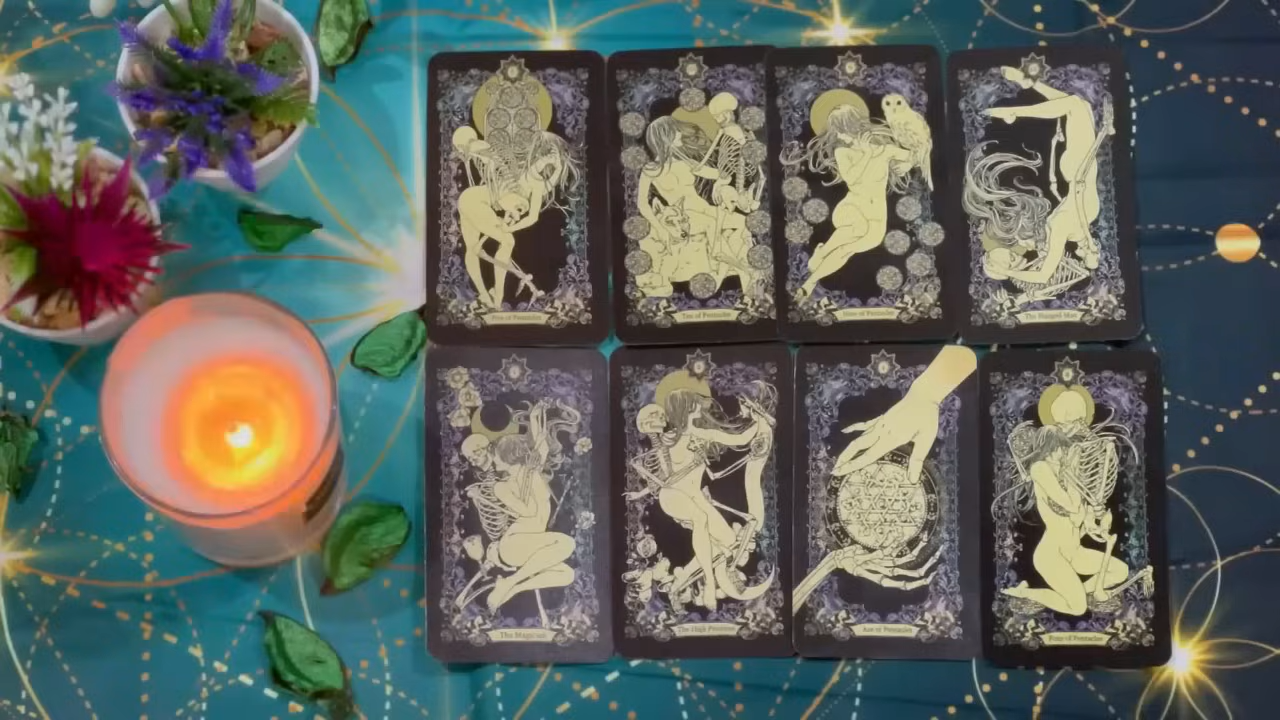 Five of Pentacles
Ten of Pentacles
Nine of Pentacles
The Hanged Man
The Magician
The High Priestess
Ace of Pentacles
Four of Pentacles